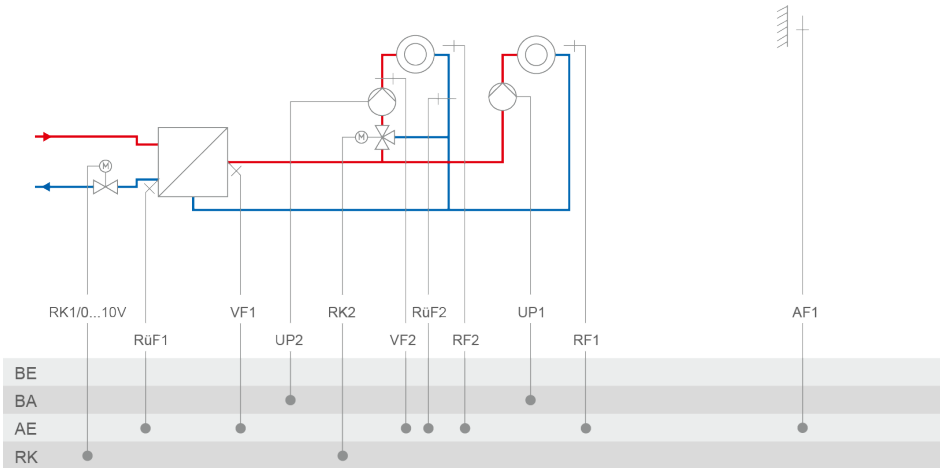 M
M
RK1/0...10V VF1 RK2 RüF2 UP1 AF1
RüF1 UP2 VF2 RF2 RF1
BE
BA
AE
RK